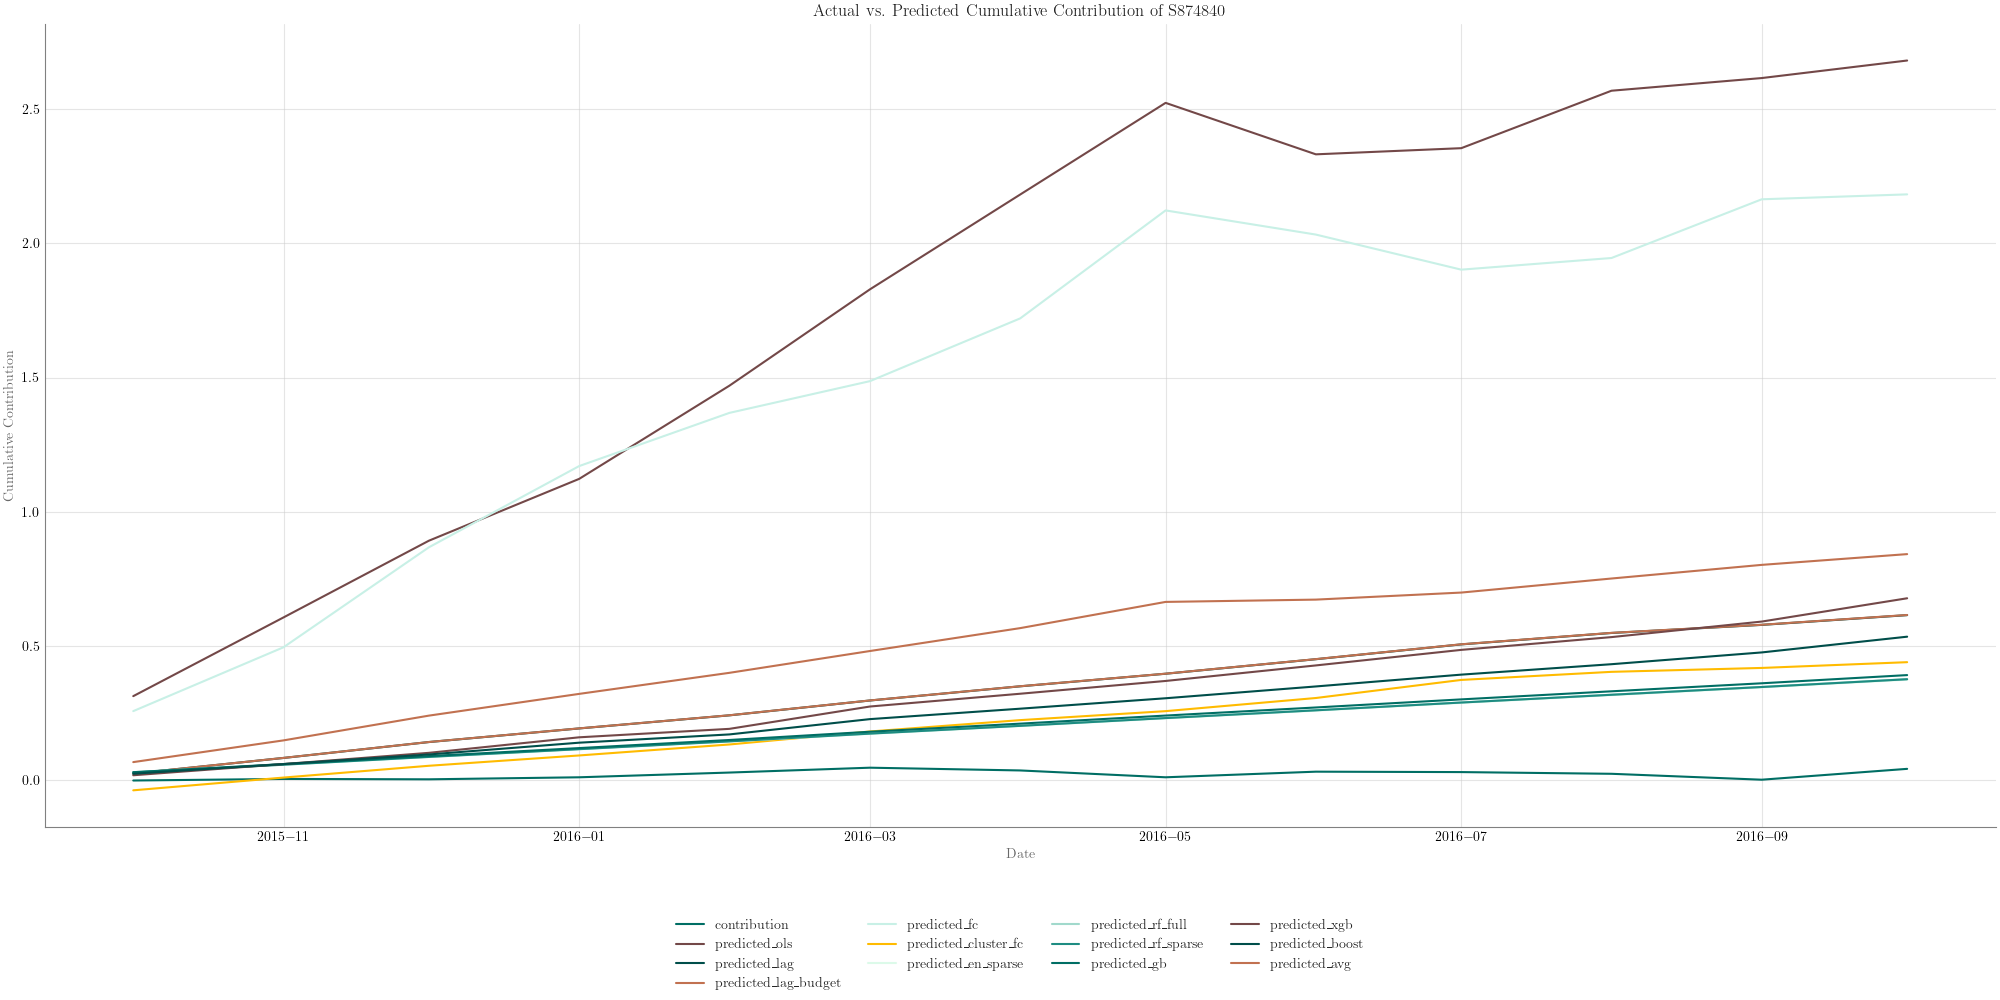 Actual vs. Predicted Cumulative Contribution of S874840
Cumulative Contribution
2.5
2.0
1.5
1.0
0.5
0.0
2015−11 2016−01 2016−03 2016−05 2016−07 2016−09
Date
contribution predicted_fc predicted_rf_full predicted_xgb
predicted_ols predicted_cluster_fc predicted_rf_sparse predicted_boost
predicted_lag predicted_en_sparse predicted_gb predicted_avg
predicted_lag_budget